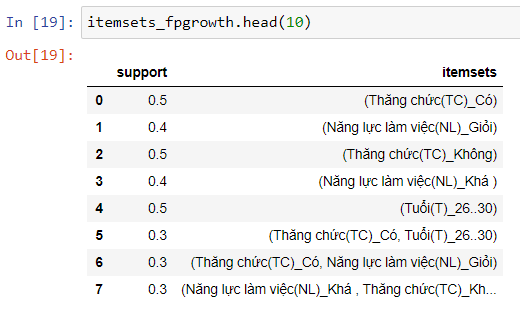 In [19]: itemsets_fpgrowth.head(10)
Out[19]:
support itemsets
0 0.5 (Thăng chức(TC)_Có)
1 0.4 (Năng lực làm việc(NL)_Giỏi)
2 0.5 (Thăng chức(TC)_Không)
3 0.4 (Năng lực làm việc(NL)_Khá )
4 0.5 (Tuổi(T)_26..30)
5 0.3 (Thăng chức(TC)_Có, Tuổi(T)_26..30)
6 0.3 (Thăng chức(TC)_Có, Năng lực làm việc(NL)_Giỏi)
7 0.3 (Năng lực làm việc(NL)_Khá , Thăng chức(TC)_Kh...